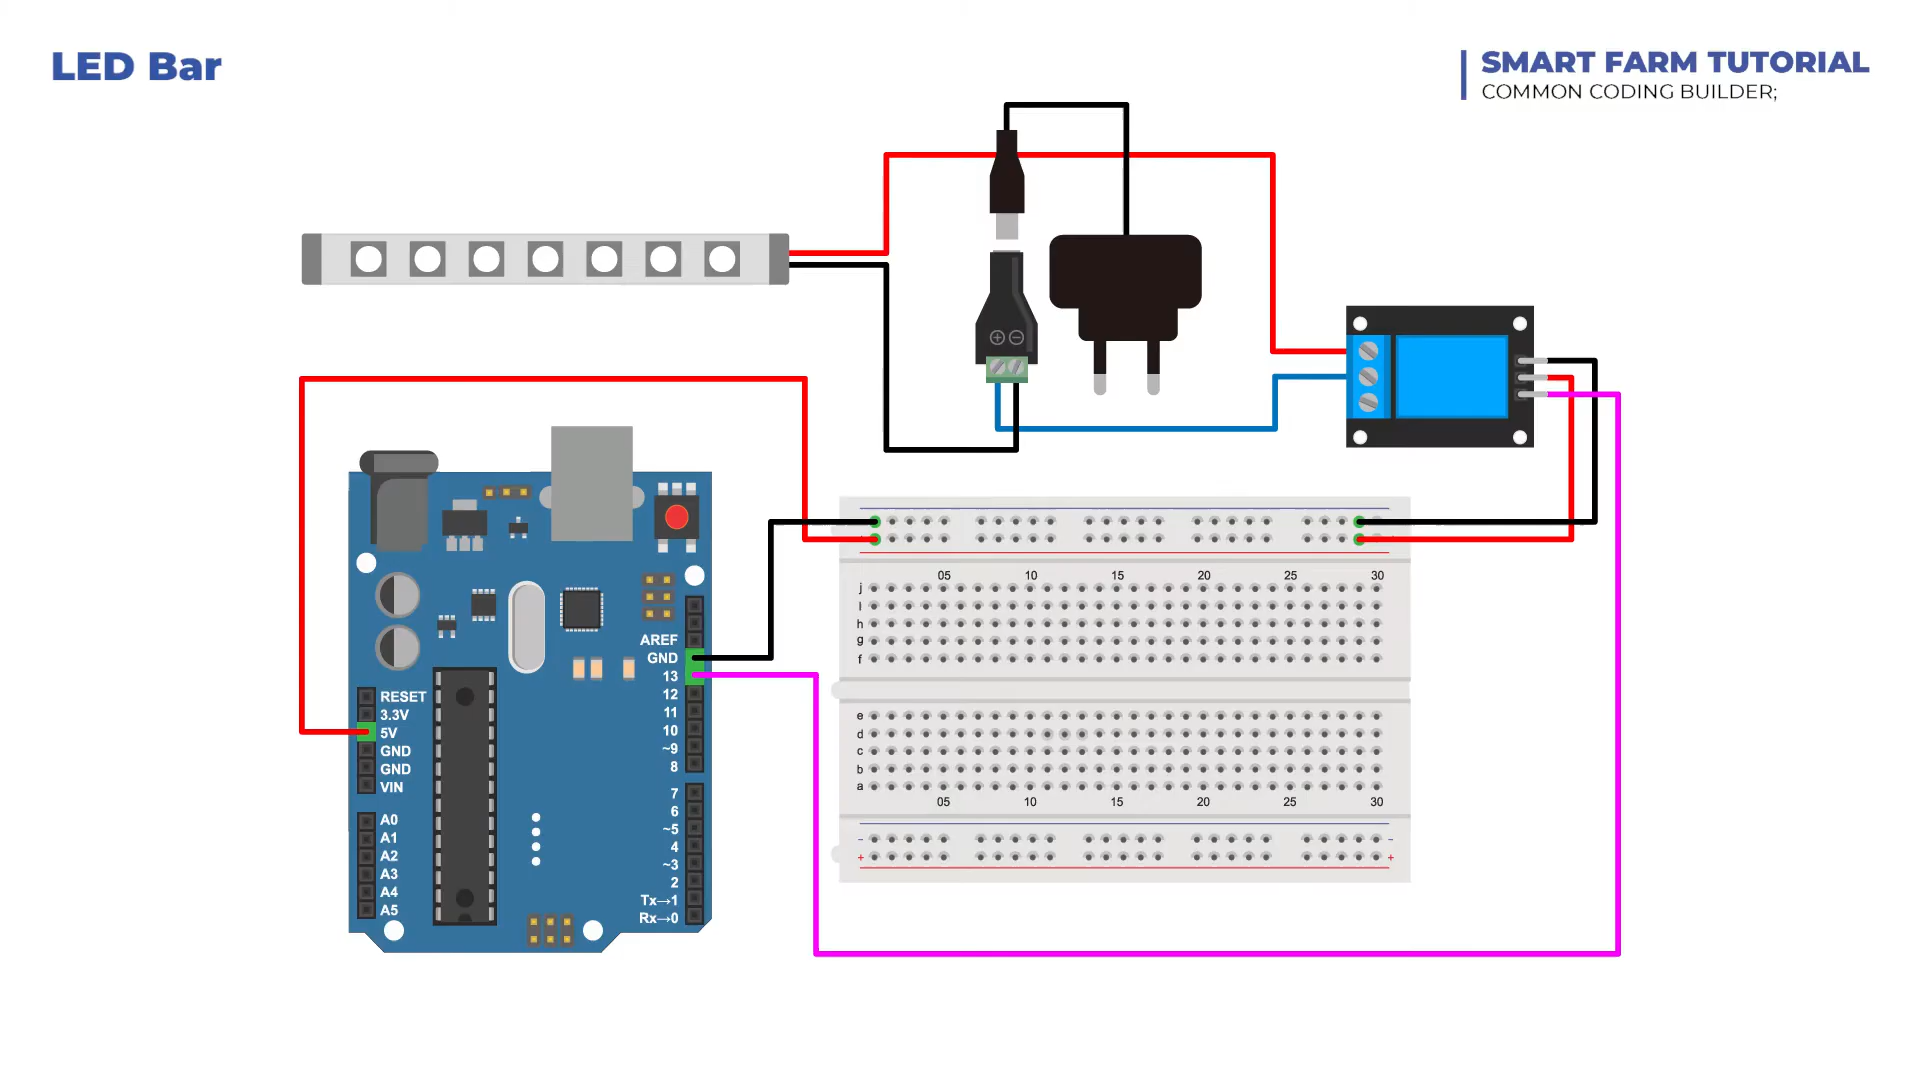 LED Bar
SMART FARM TUTORIAL
COMMON CODING BUILDER;
AREF
GND
13
12
11
10
~9
8
7
6
~5
4
~3
2
Tx→1
Rx→0
RESET
3.3V
5V
GND
GND
VIN
A0
A1
A2
A3
A4
A5
05 10 15 20 25 30
j
i
h
g
f
e
d
c
b
a
05 10 15 20 25 30
− −
+ +